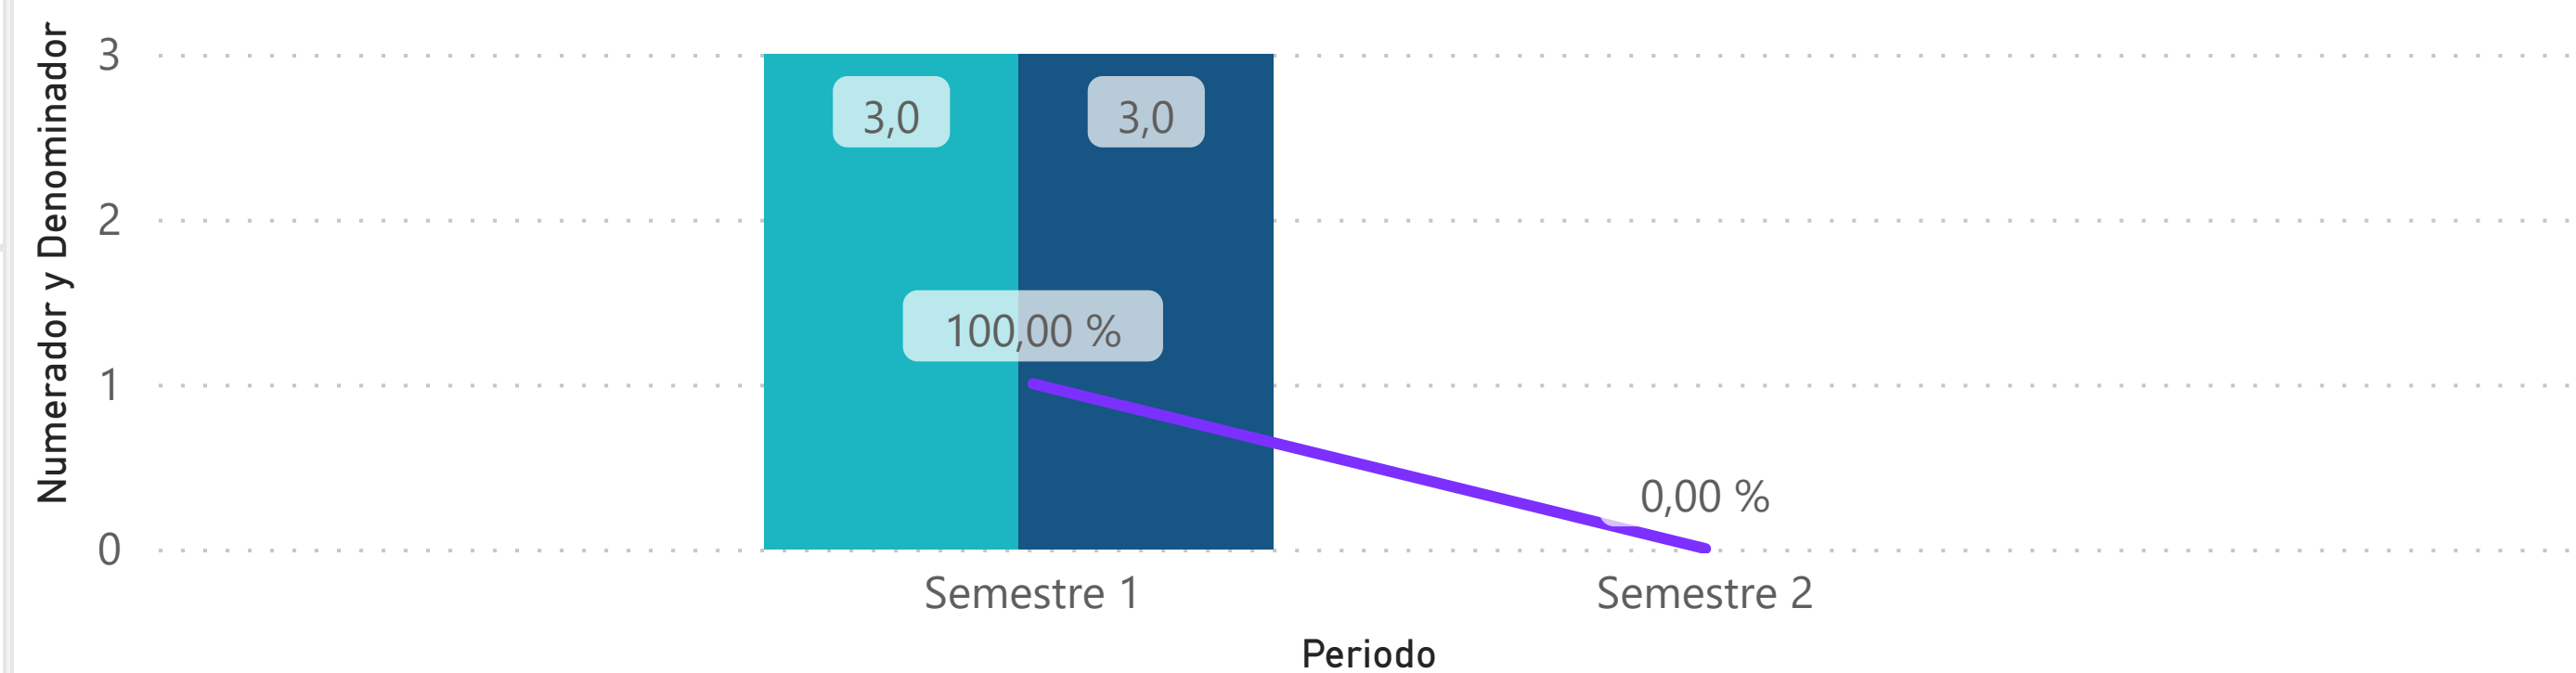 Numerador y Denominador
3
2
1
0
3,0
3,0
100,00 %
0,00 %
Semestre 1
Semestre 2
Periodo